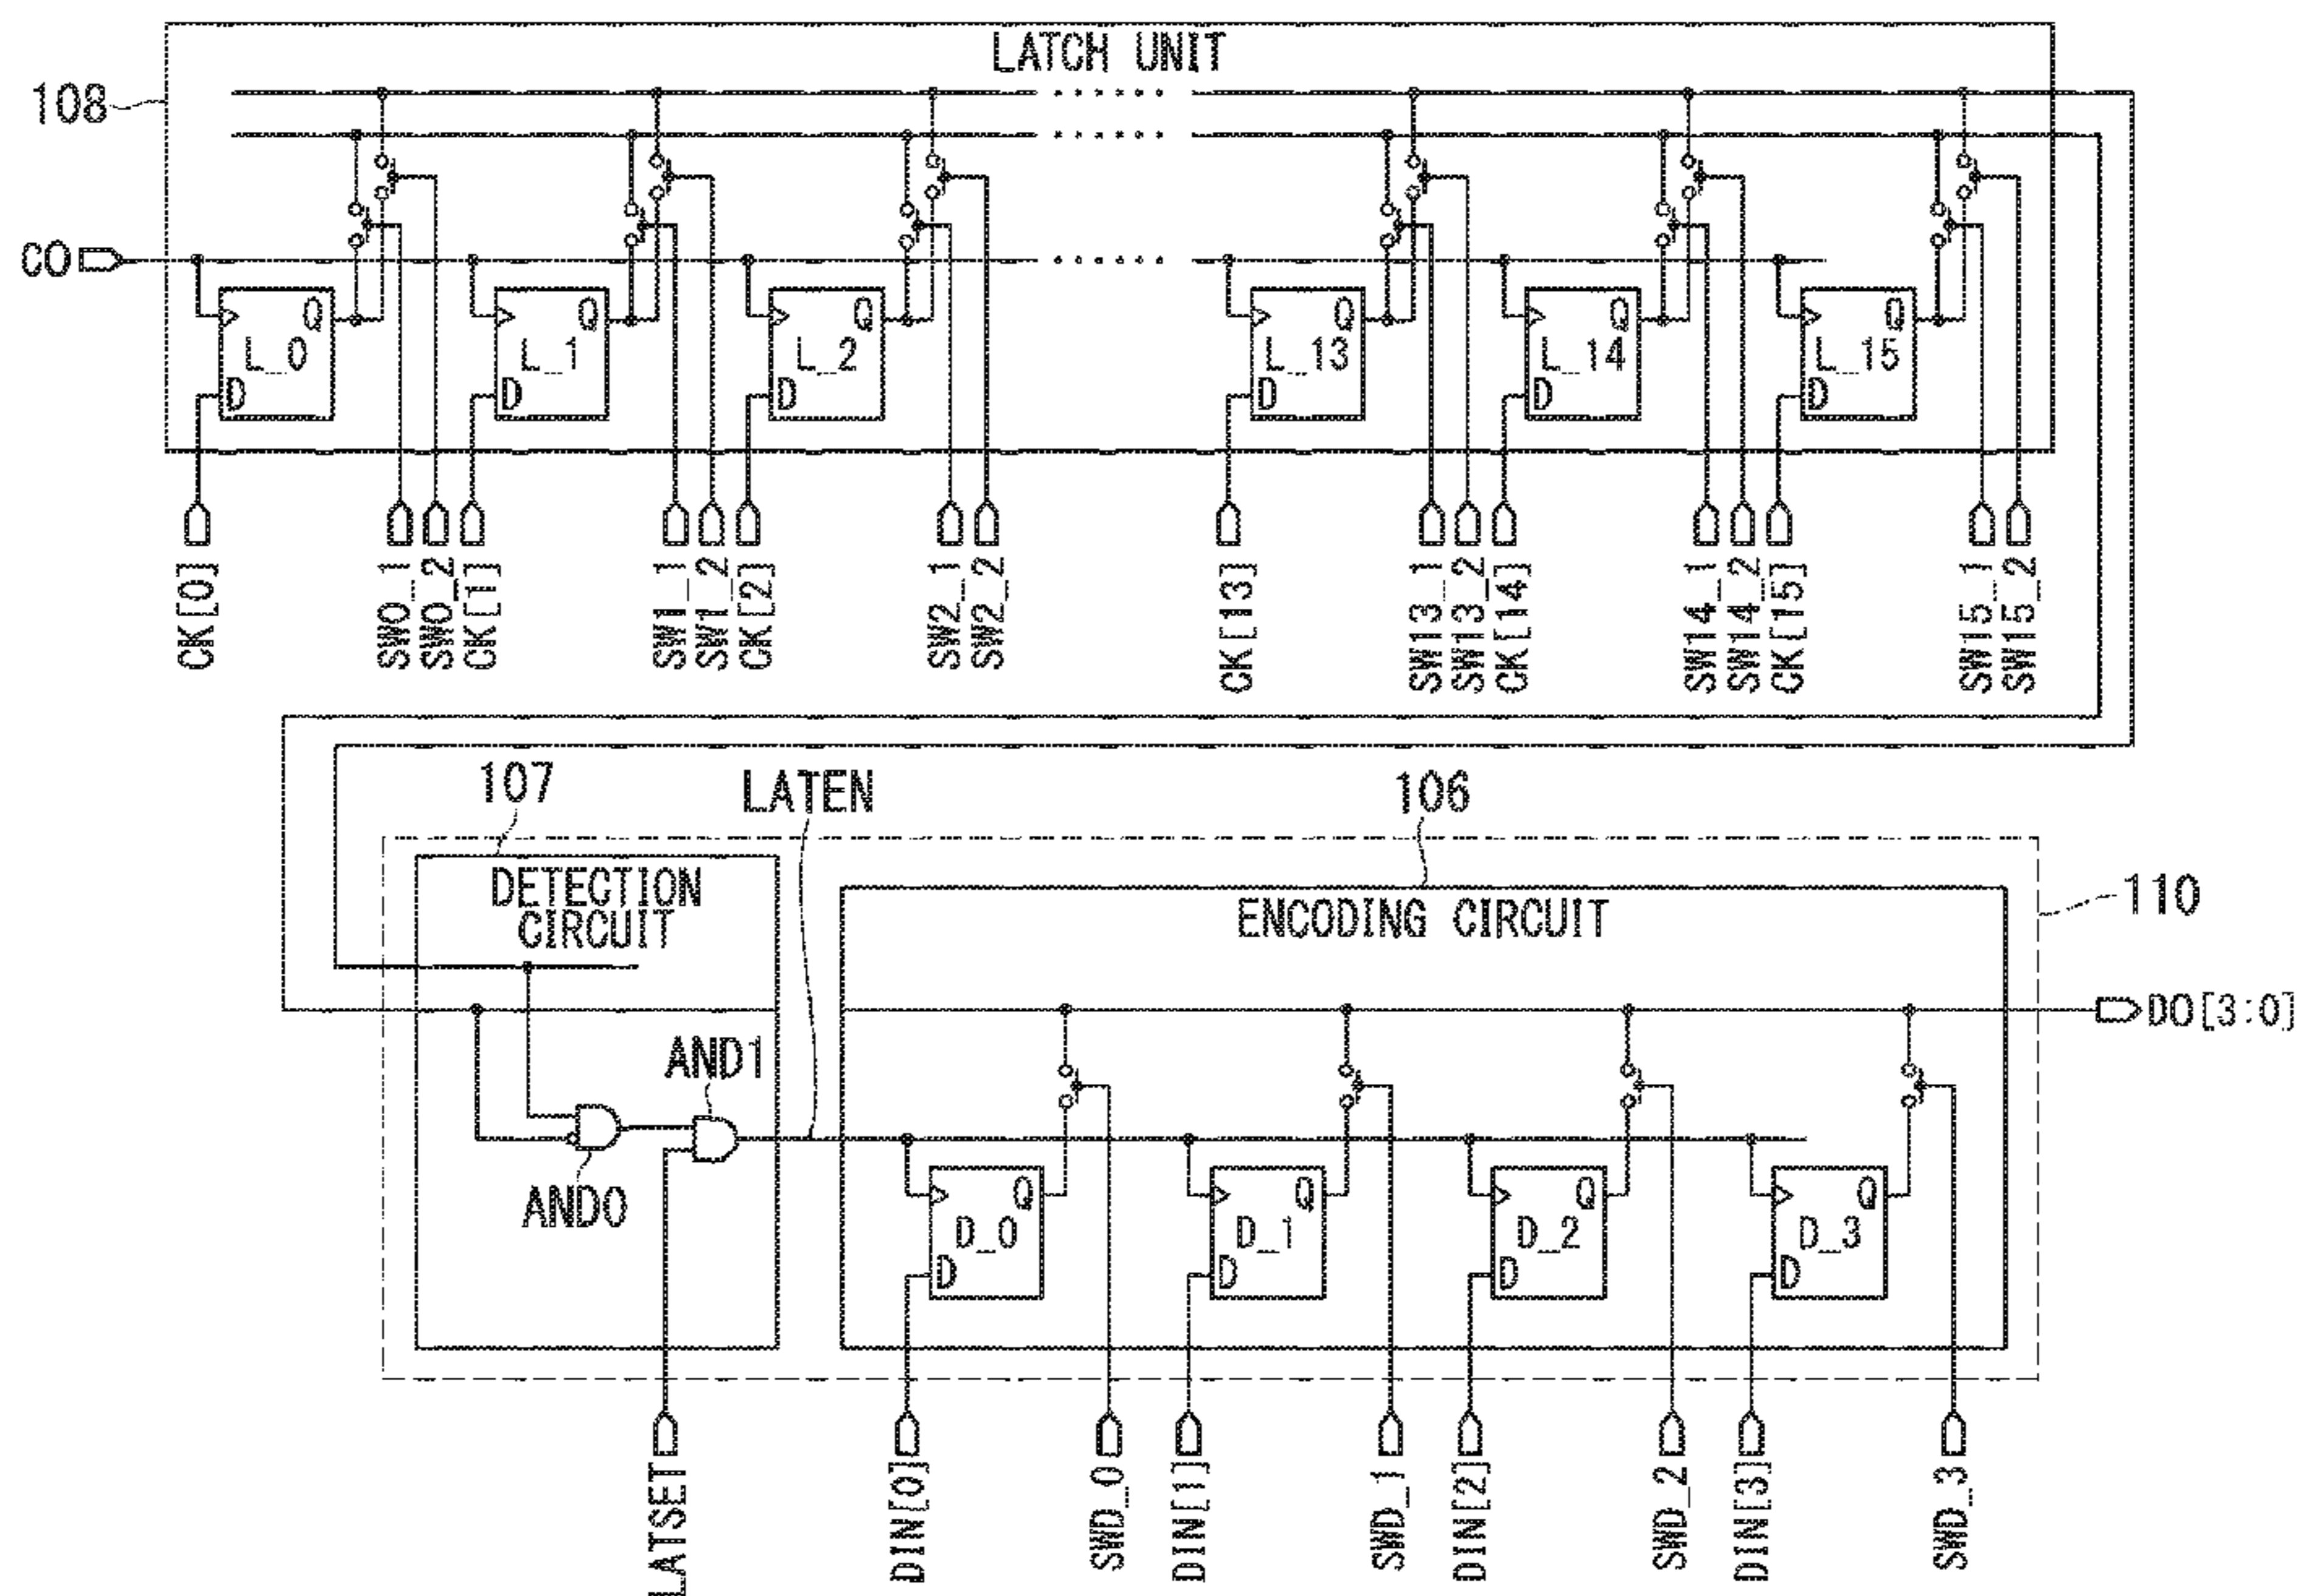 LATCH UNIT
108
CO
Q Q Q Q Q Q
L_0 L_1 L_2 L_13 L_14 L_15
D D D D D D
CK[0]
SW0_1
SW0_2
CK[1]
SW1_1
SW1_2
CK[2]
SW2_1
SW2_2
CK[13]
SW13_1
SW13_2
CK[14]
SW14_1
SW14_2
CK[15]
SW15_1
SW15_2
107
LATEN
106
DETECTION
CIRCUIT
ENCODING CIRCUIT
110
DO[3:0]
AND1
AND0
Q Q Q Q
D_0 D_1 D_2 D_3
D D D D
LATSET
DIN[0]
SWD_0
DIN[1]
SWD_1
DIN[2]
SWD_2
DIN[3]
SWD_3